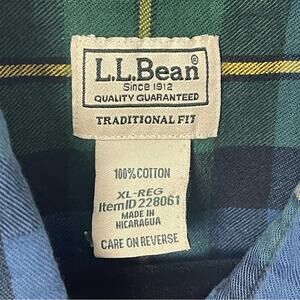 L.L.Bean®
Since 1912
QUALITY GUARANTEED
TRADITIONAL FIT
100% COTTON
XL-REG
ItemID 228061
MADE IN
NICARAGUA
CARE ON REVERSE